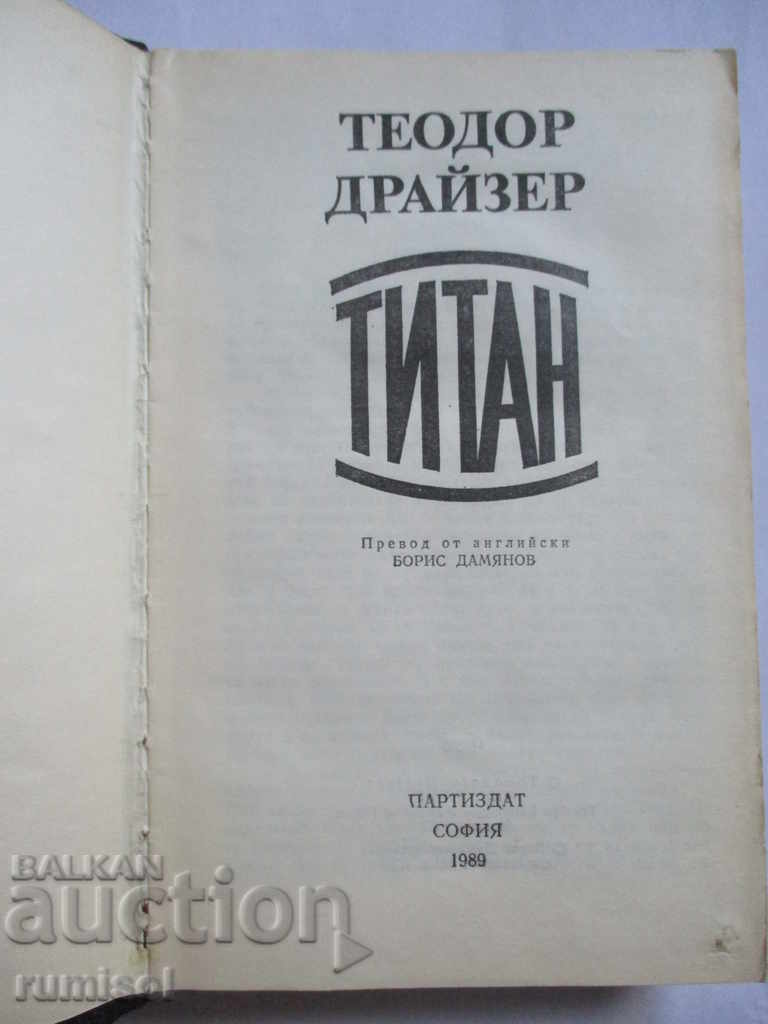 ТЕОДОР
ДРАЙЗЕР
ТИТАН
Превод от английски
БОРИС ДАМЯНОВ
ПАРТИЗДАТ
СОФИЯ
1989
BALKAN
auction
rumisol